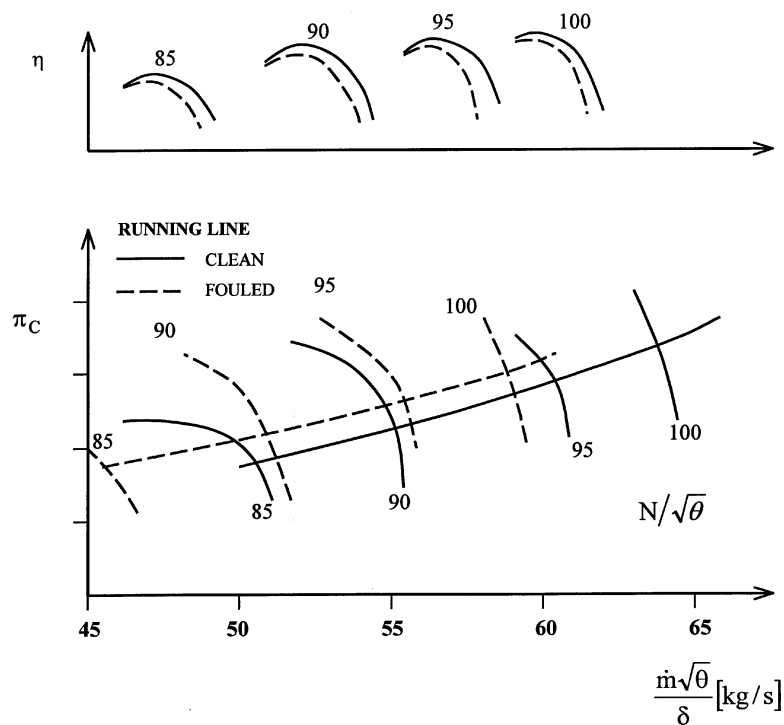 η
85
90
95
100
RUNNING LINE
CLEAN
FOULED
π_C
90
95
100
85
85
90
95
100
N/√θ
45
50
55
60
65
ṁ√θ/δ [kg/s]